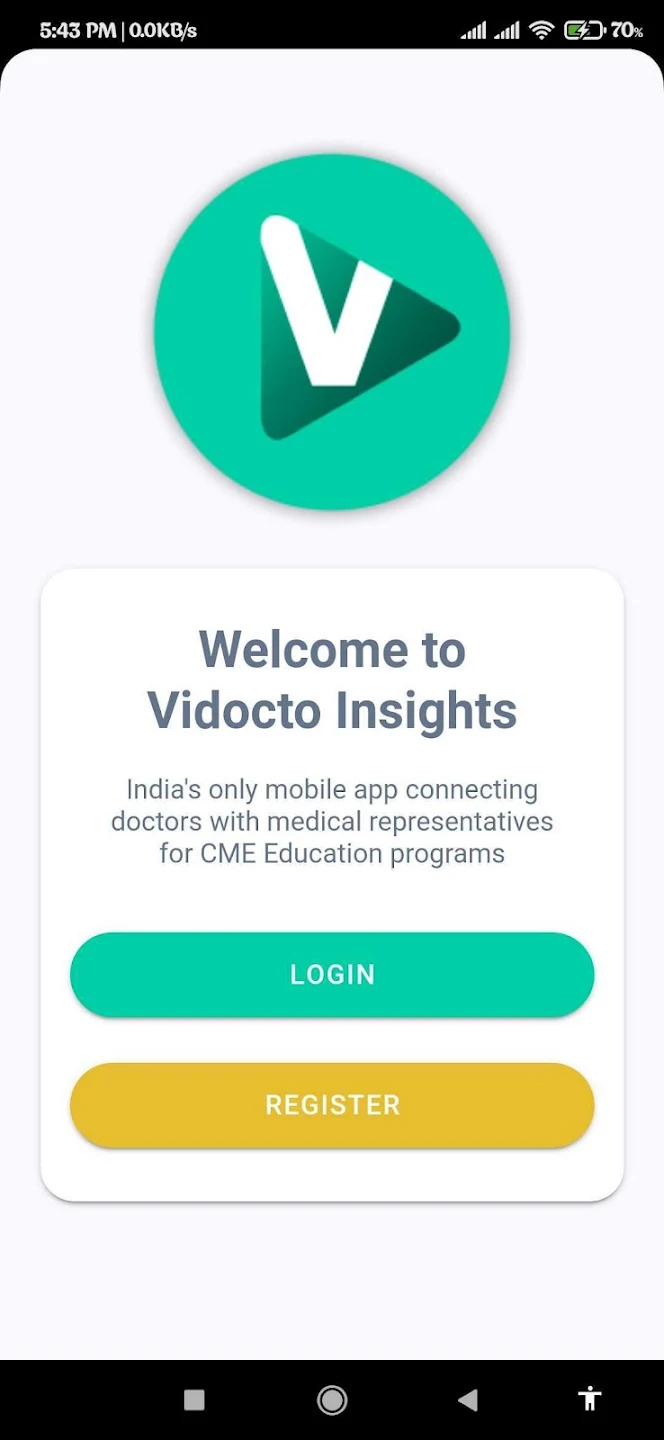 5:43 PM | 0.0KB/s
70%
V
Welcome to
Vidocto Insights
India's only mobile app connecting
doctors with medical representatives
for CME Education programs
LOGIN
REGISTER